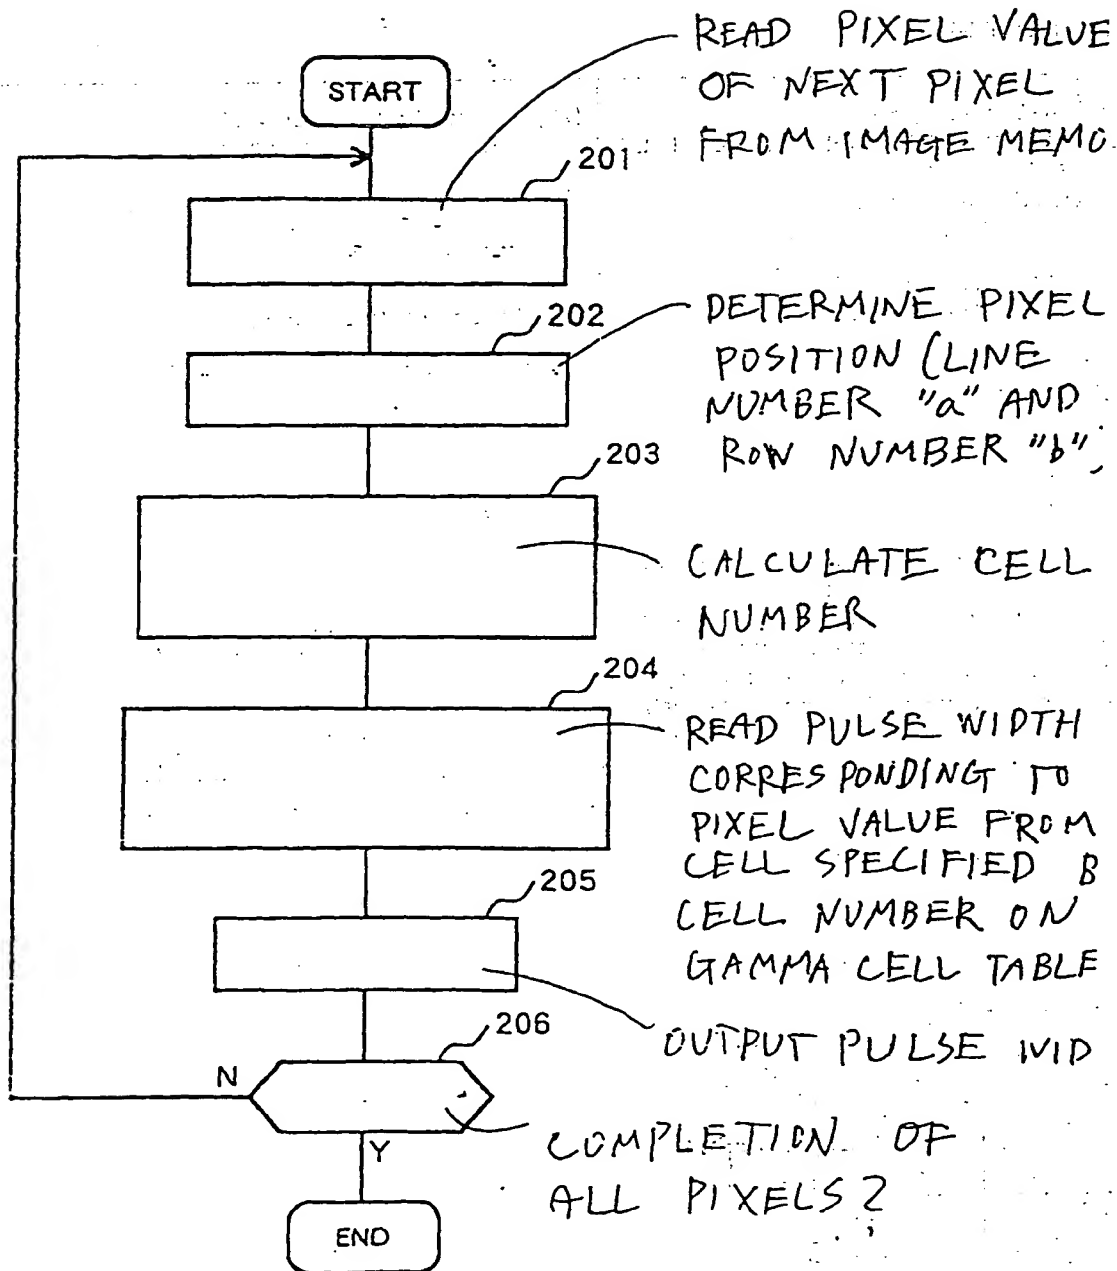 READ PIXEL VALUE
OF NEXT PIXEL
FROM IMAGE MEMO
START
201
202
DETERMINE PIXEL
POSITION (LINE
NUMBER "a" AND
ROW NUMBER "b"
203
CALCULATE CELL
NUMBER
204
READ PULSE WIDTH
CORRESPONDING TO
PIXEL VALUE FROM
CELL SPECIFIED B
CELL NUMBER ON
GAMMA CELL TABLE
205
OUTPUT PULSE WID
206
N
COMPLETION OF
ALL PIXELS?
Y
END